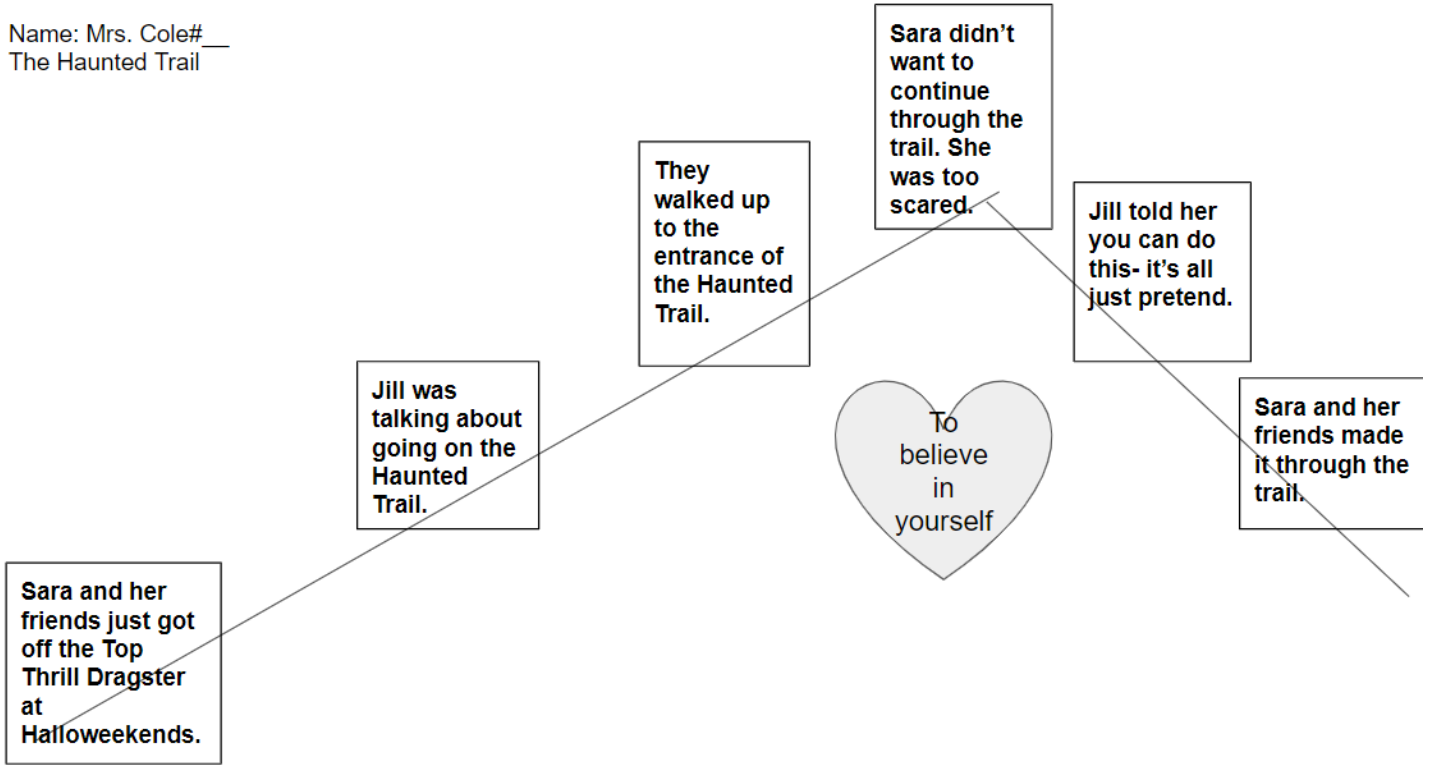 Name: Mrs. Cole#__
The Haunted Trail
Sara and her
friends just got
off the Top
Thrill Dragster
at
Halloweekends.
Jill was
talking about
going on the
Haunted
Trail.
They
walked up
to the
entrance of
the Haunted
Trail.
Sara didn’t
want to
continue
through the
trail. She
was too
scared.
Jill told her
you can do
this- it’s all
just pretend.
Sara and her
friends made
it through the
trail.
To
believe
in
yourself